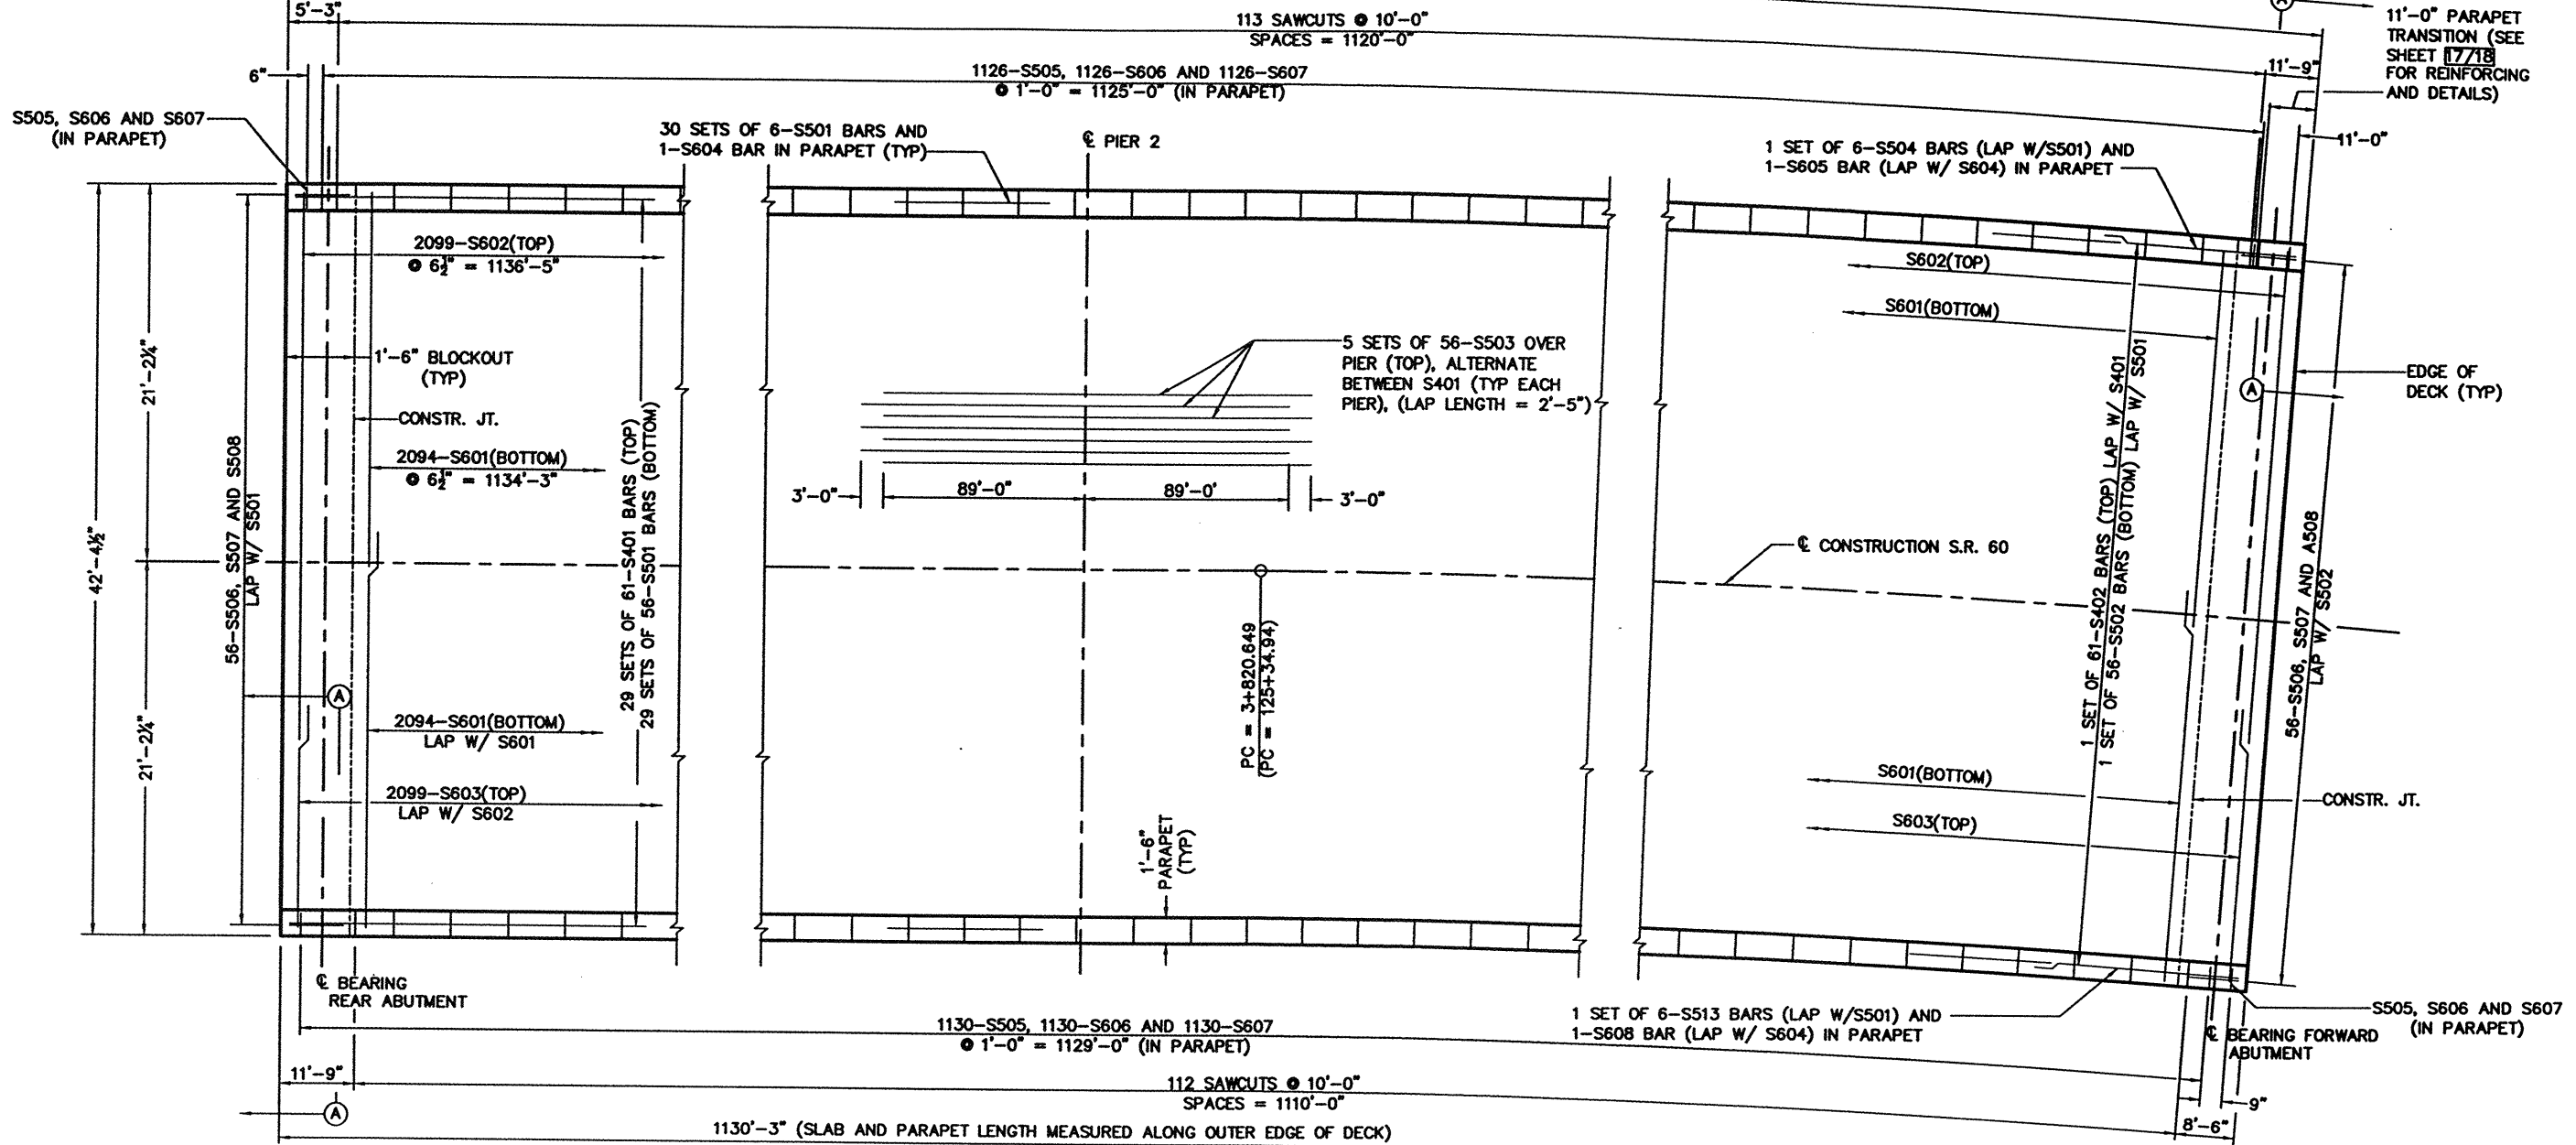 5'-3"
113 SAWCUTS @ 10'-0"
SPACES = 1120'-0"
A
11'-0" PARAPET
TRANSITION (SEE
SHEET 17/18
FOR REINFORCING
AND DETAILS)
6"
1126-S505, 1126-S606 AND 1126-S607
@ 1'-0" = 1125'-0" (IN PARAPET)
11'-9"
S505, S606 AND S607
(IN PARAPET)
30 SETS OF 6-S501 BARS AND
1-S604 BAR IN PARAPET (TYP)
℄ PIER 2
1 SET OF 6-S504 BARS (LAP W/S501) AND
1-S605 BAR (LAP W/ S604) IN PARAPET
11'-0"
2099-S602(TOP)
@ 6½" = 1136'-5"
S602(TOP)
S601(BOTTOM)
1'-6" BLOCKOUT
(TYP)
CONSTR. JT.
5 SETS OF 56-S503 OVER
PIER (TOP), ALTERNATE
BETWEEN S401 (TYP EACH
PIER), (LAP LENGTH = 2'-5")
EDGE OF
DECK (TYP)
A
42'-4½"
21'-2¼"
21'-2¼"
56-S506, S507 AND S508
LAP W/ S501
2094-S601(BOTTOM)
@ 6½" = 1134'-3"
29 SETS OF 61-S401 BARS (TOP)
29 SETS OF 56-S501 BARS (BOTTOM)
3'-0"
89'-0"
89'-0'
3'-0"
℄ CONSTRUCTION S.R. 60
PC = 3+820.649
(PC = 125+34.94)
1 SET OF 61-S402 BARS (TOP) LAP W/ S401
1 SET OF 56-S502 BARS (BOTTOM) LAP W/ S501
56-S506, S507 AND A508
LAP W/ S502
A
2094-S601(BOTTOM)
LAP W/ S601
2099-S603(TOP)
LAP W/ S602
1'-6"
PARAPET
(TYP)
S601(BOTTOM)
S603(TOP)
CONSTR. JT.
℄ BEARING
REAR ABUTMENT
1130-S505, 1130-S606 AND 1130-S607
@ 1'-0" = 1129'-0" (IN PARAPET)
1 SET OF 6-S513 BARS (LAP W/S501) AND
1-S608 BAR (LAP W/ S604) IN PARAPET
S505, S606 AND S607
(IN PARAPET)
℄ BEARING FORWARD
ABUTMENT
11'-9"
112 SAWCUTS @ 10'-0"
SPACES = 1110'-0"
A
9"
8'-6"
1130'-3" (SLAB AND PARAPET LENGTH MEASURED ALONG OUTER EDGE OF DECK)